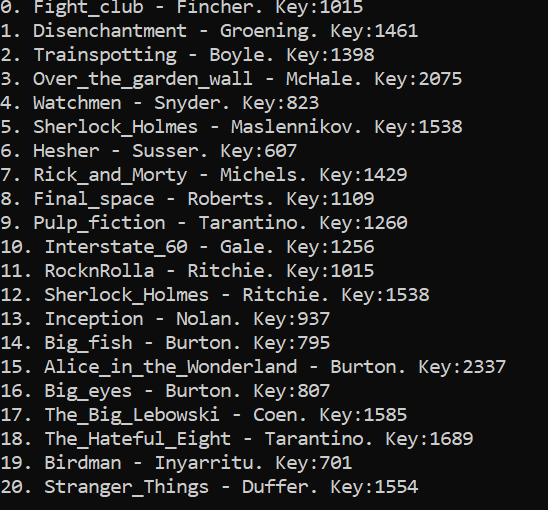 0. Fight_club - Fincher. Key:1015
1. Disenchantment - Groening. Key:1461
2. Trainspotting - Boyle. Key:1398
3. Over_the_garden_wall - McHale. Key:2075
4. Watchmen - Snyder. Key:823
5. Sherlock_Holmes - Maslennikov. Key:1538
6. Hesher - Susser. Key:607
7. Rick_and_Morty - Michels. Key:1429
8. Final_space - Roberts. Key:1109
9. Pulp_fiction - Tarantino. Key:1260
10. Interstate_60 - Gale. Key:1256
11. RocknRolla - Ritchie. Key:1015
12. Sherlock_Holmes - Ritchie. Key:1538
13. Inception - Nolan. Key:937
14. Big_fish - Burton. Key:795
15. Alice_in_the_Wonderland - Burton. Key:2337
16. Big_eyes - Burton. Key:807
17. The_Big_Lebowski - Coen. Key:1585
18. The_Hateful_Eight - Tarantino. Key:1689
19. Birdman - Inyarritu. Key:701
20. Stranger_Things - Duffer. Key:1554